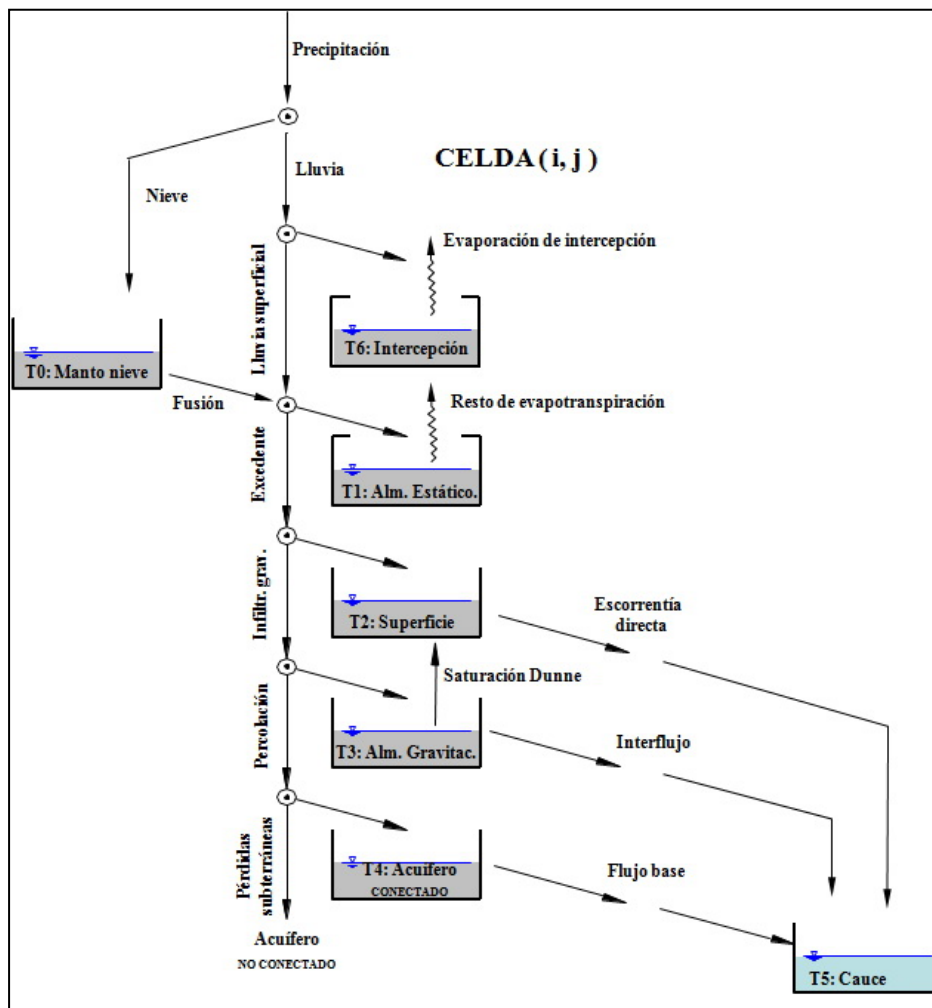 Precipitación
CELDA ( i, j )
Lluvia
Nieve
Evaporación de intercepción
Lluvia superficial
T6: Intercepción
T0: Manto nieve
Fusión
Resto de evapotranspiración
Excedente
T1: Alm. Estático.
Infiltr. grav.
T2: Superficie
Escorrentía
directa
Saturación Dunne
Percolación
T3: Alm. Gravitac.
Interflujo
Pérdidas
subterráneas
T4: Acuífero
CONECTADO
Flujo base
Acuífero
NO CONECTADO
T5: Cauce